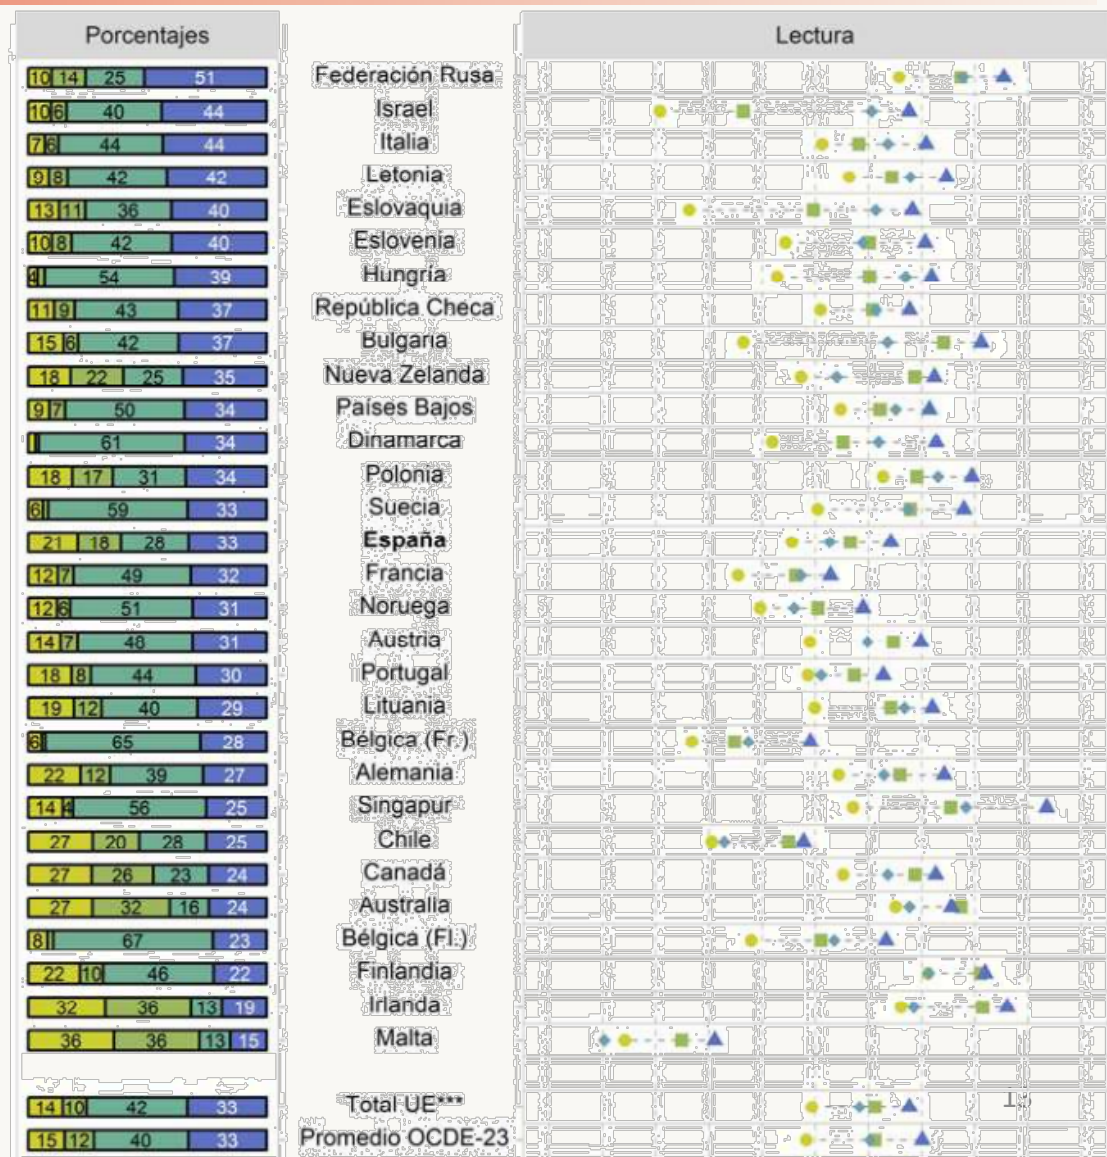 Porcentajes Lectura
10 14 25 51 Federación Rusa
10 6 40 44 Israel
7 6 44 44 Italia
9 8 42 42 Letonia
13 11 36 40 Eslovaquia
10 8 42 40 Eslovenia
4 54 39 Hungría
11 9 43 37 República Checa
15 6 42 37 Bulgaria
18 22 25 35 Nueva Zelanda
9 7 50 34 Países Bajos
61 34 Dinamarca
18 17 31 34 Polonia
6 59 33 Suecia
21 18 28 33 España
12 7 49 32 Francia
12 6 51 31 Noruega
14 7 48 31 Austria
18 8 44 30 Portugal
19 12 40 29 Lituania
6 65 28 Bélgica (Fr.)
22 12 39 27 Alemania
14 4 56 25 Singapur
27 20 28 25 Chile
27 26 23 24 Canadá
27 32 16 24 Australia
8 67 23 Bélgica (Fl.)
22 10 46 22 Finlandia
32 36 13 19 Irlanda
36 36 13 15 Malta
14 10 42 33 Total UE***
15 12 40 33 Promedio OCDE-23